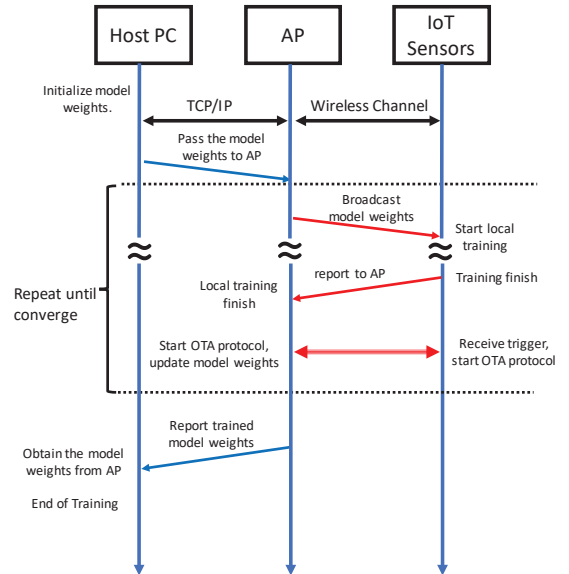 Host PC
AP
IoT
Sensors
Initialize model
weights.
TCP/IP
Wireless Channel
Pass the model
weights to AP
Broadcast
model weights
Start local
training
report to AP
Training finish
Local training
finish
Repeat until
converge
Start OTA protocol,
update model weights
Receive trigger,
start OTA protocol
Report trained
model weights
Obtain the model
weights from AP
End of Training